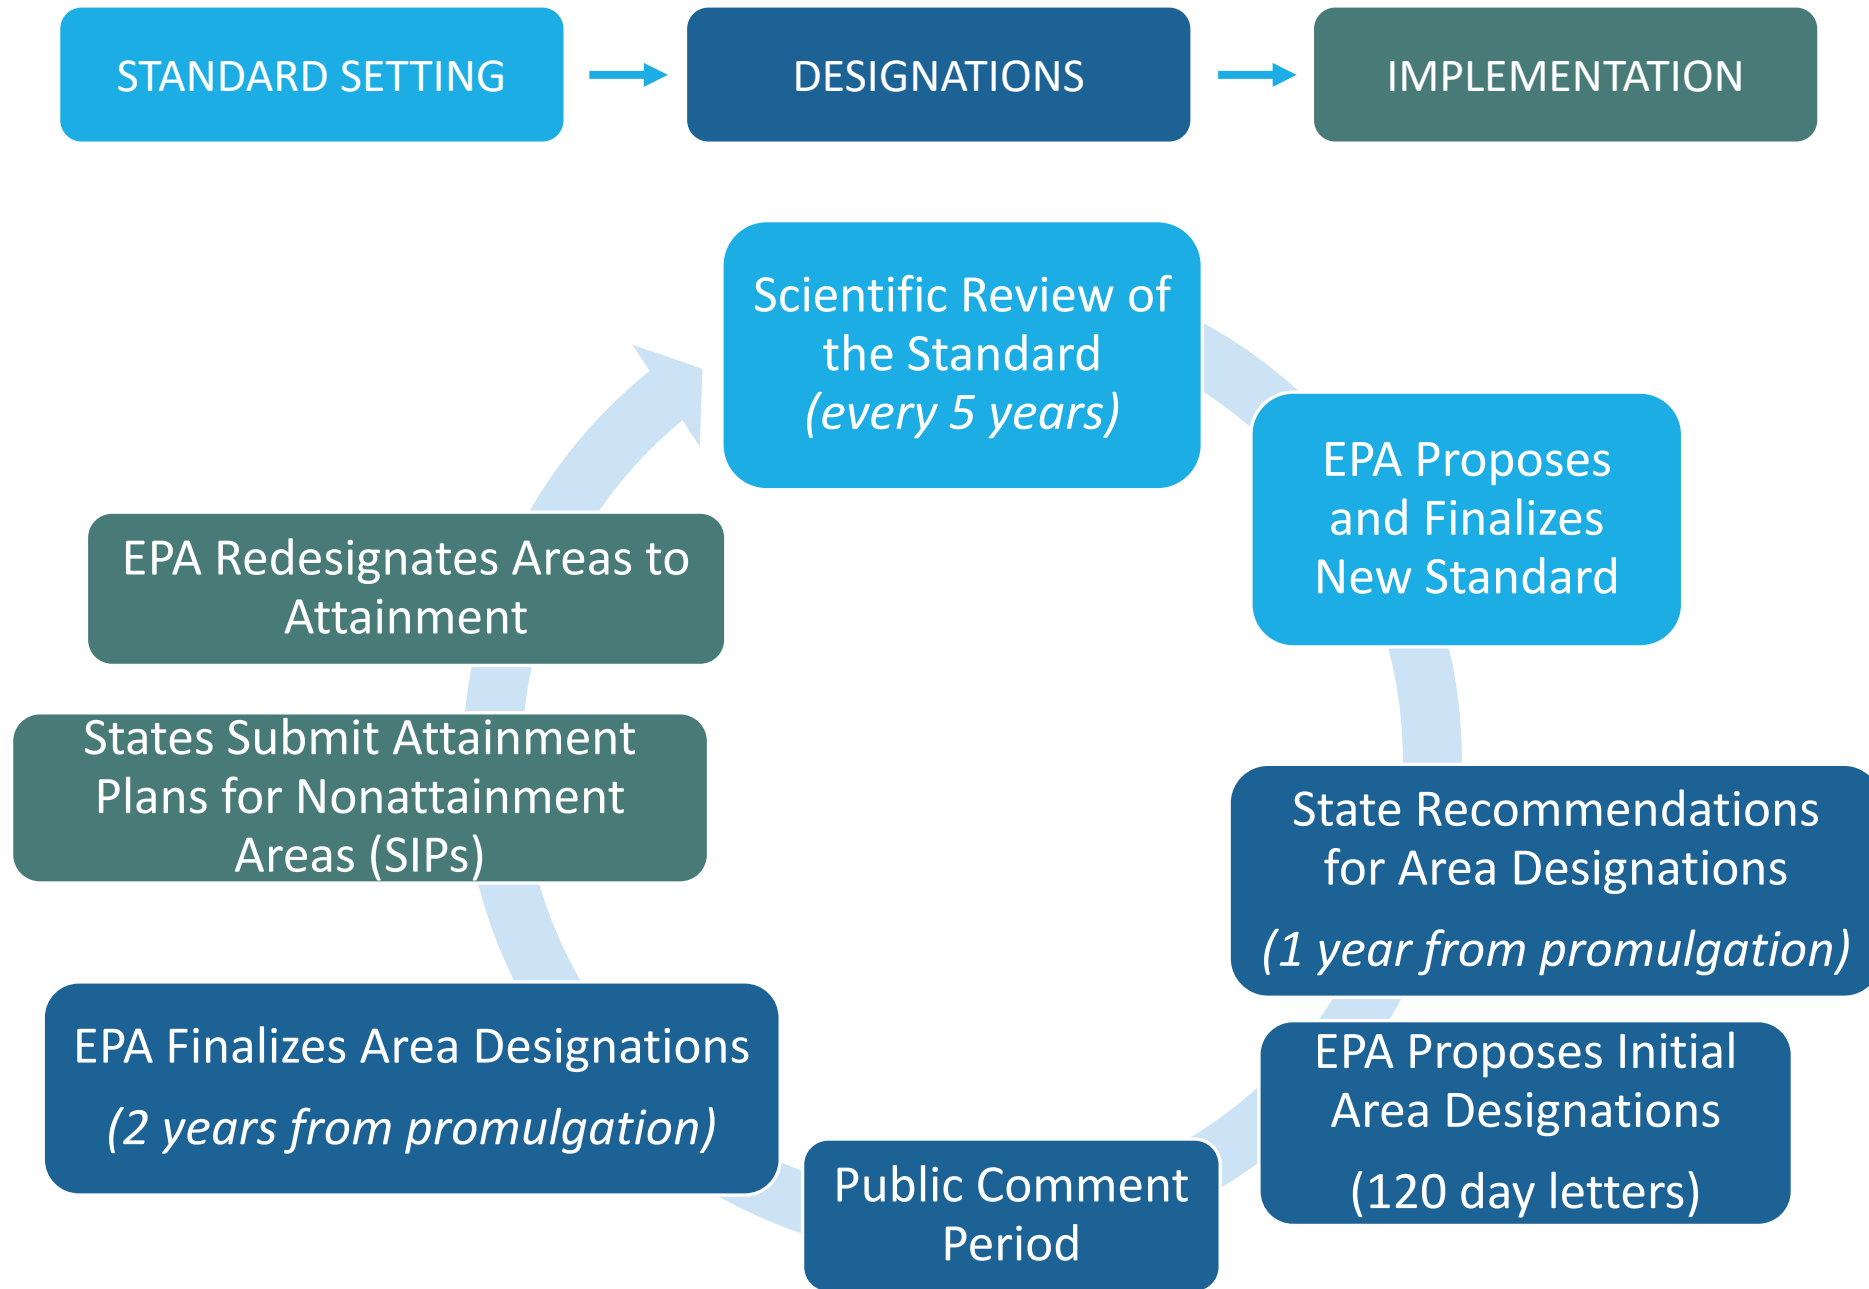 STANDARD SETTING
DESIGNATIONS
IMPLEMENTATION
Scientific Review of
the Standard
(every 5 years)
EPA Proposes
and Finalizes
New Standard
State Recommendations
for Area Designations
(1 year from promulgation)
EPA Proposes Initial
Area Designations
(120 day letters)
Public Comment
Period
EPA Finalizes Area Designations
(2 years from promulgation)
States Submit Attainment
Plans for Nonattainment
Areas (SIPs)
EPA Redesignates Areas to
Attainment